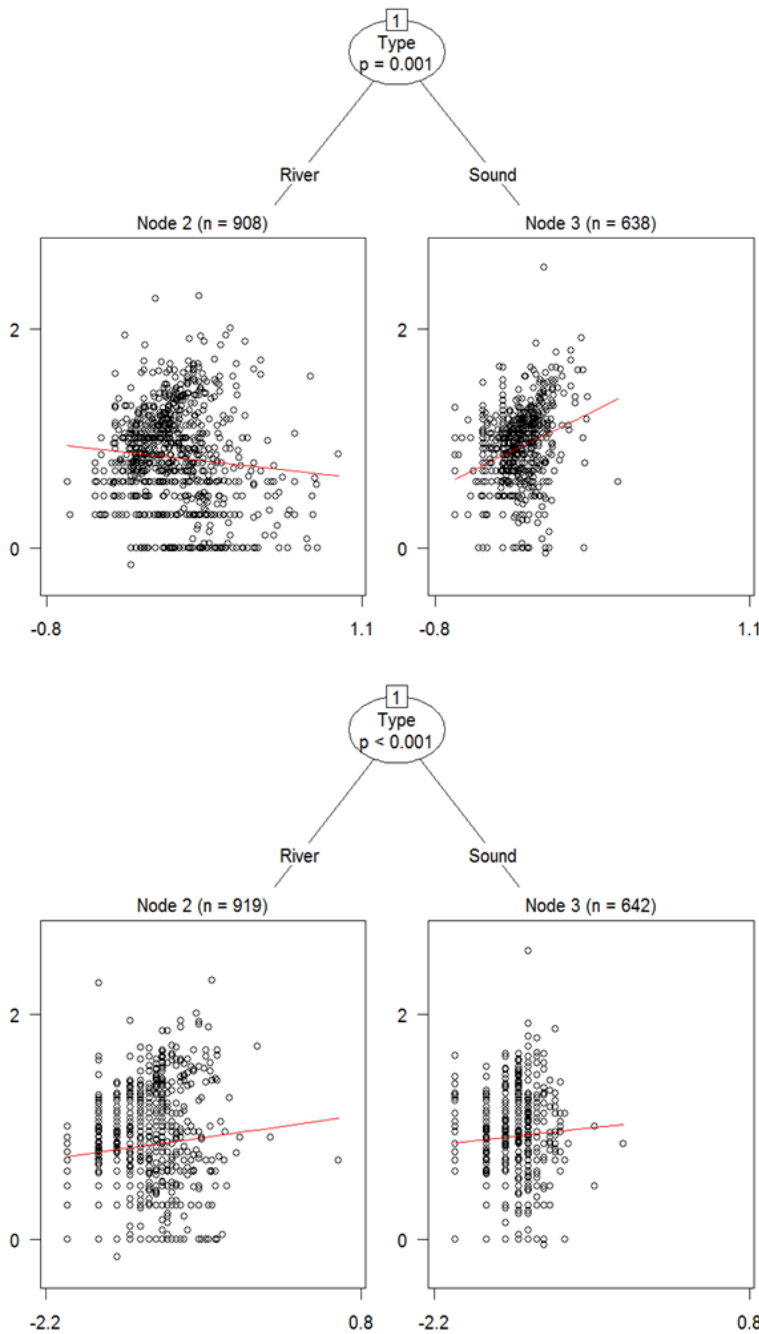 1
Type
p = 0.001
River Sound
Node 2 (n = 908) Node 3 (n = 638)
2 2
0 0
-0.8 1.1 -0.8 1.1
1
Type
p < 0.001
River Sound
Node 2 (n = 919) Node 3 (n = 642)
2 2
0 0
-2.2 0.8 -2.2 0.8